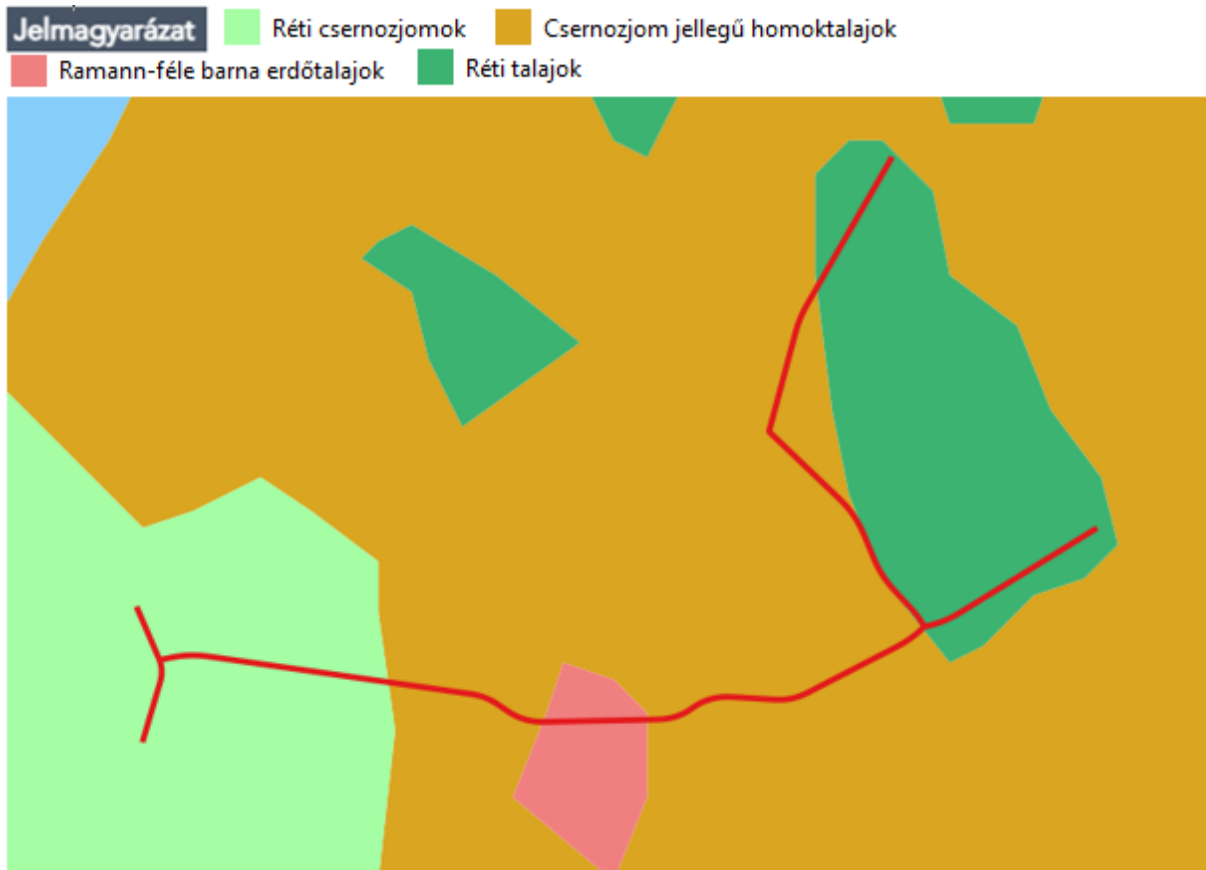 Jelmagyarázat Réti csernozjomok Csernozjom jellegű homoktalajok
Ramann-féle barna erdőtalajok Réti talajok